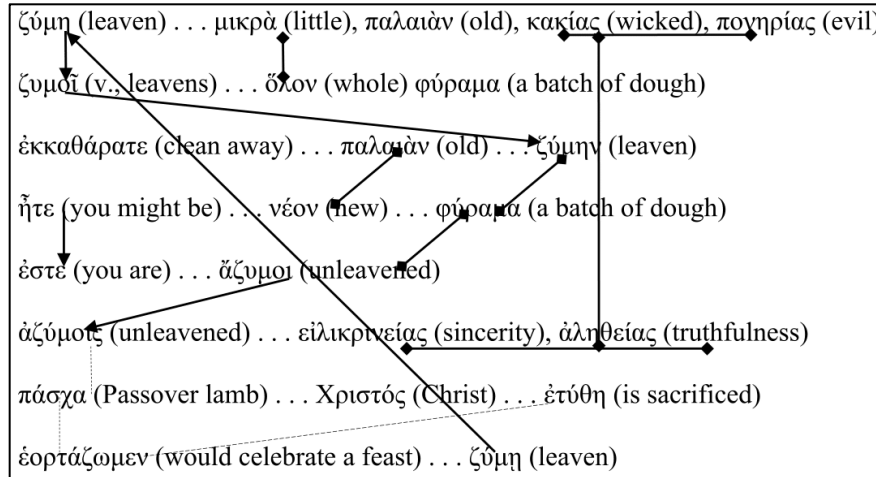 ζύμη (leaven) . . . μικρὰ (little), παλαιὰν (old), κακίας (wicked), πονηρίας (evil)
ζυμοῖ (v., leavens) . . . ὅλον (whole) φύραμα (a batch of dough)
ἐκκαθάρατε (clean away) . . . παλαιὰν (old) . . . ζύμην (leaven)
ἦτε (you might be) . . . νέον (new) . . . φύραμα (a batch of dough)
ἐστε (you are) . . . ἄζυμοι (unleavened)
ἀζύμοις (unleavened) . . . εἰλικρινείας (sincerity), ἀληθείας (truthfulness)
πάσχα (Passover lamb) . . . Χριστός (Christ) . . . ἐτύθη (is sacrificed)
ἑορτάζωμεν (would celebrate a feast) . . . ζύμῃ (leaven)